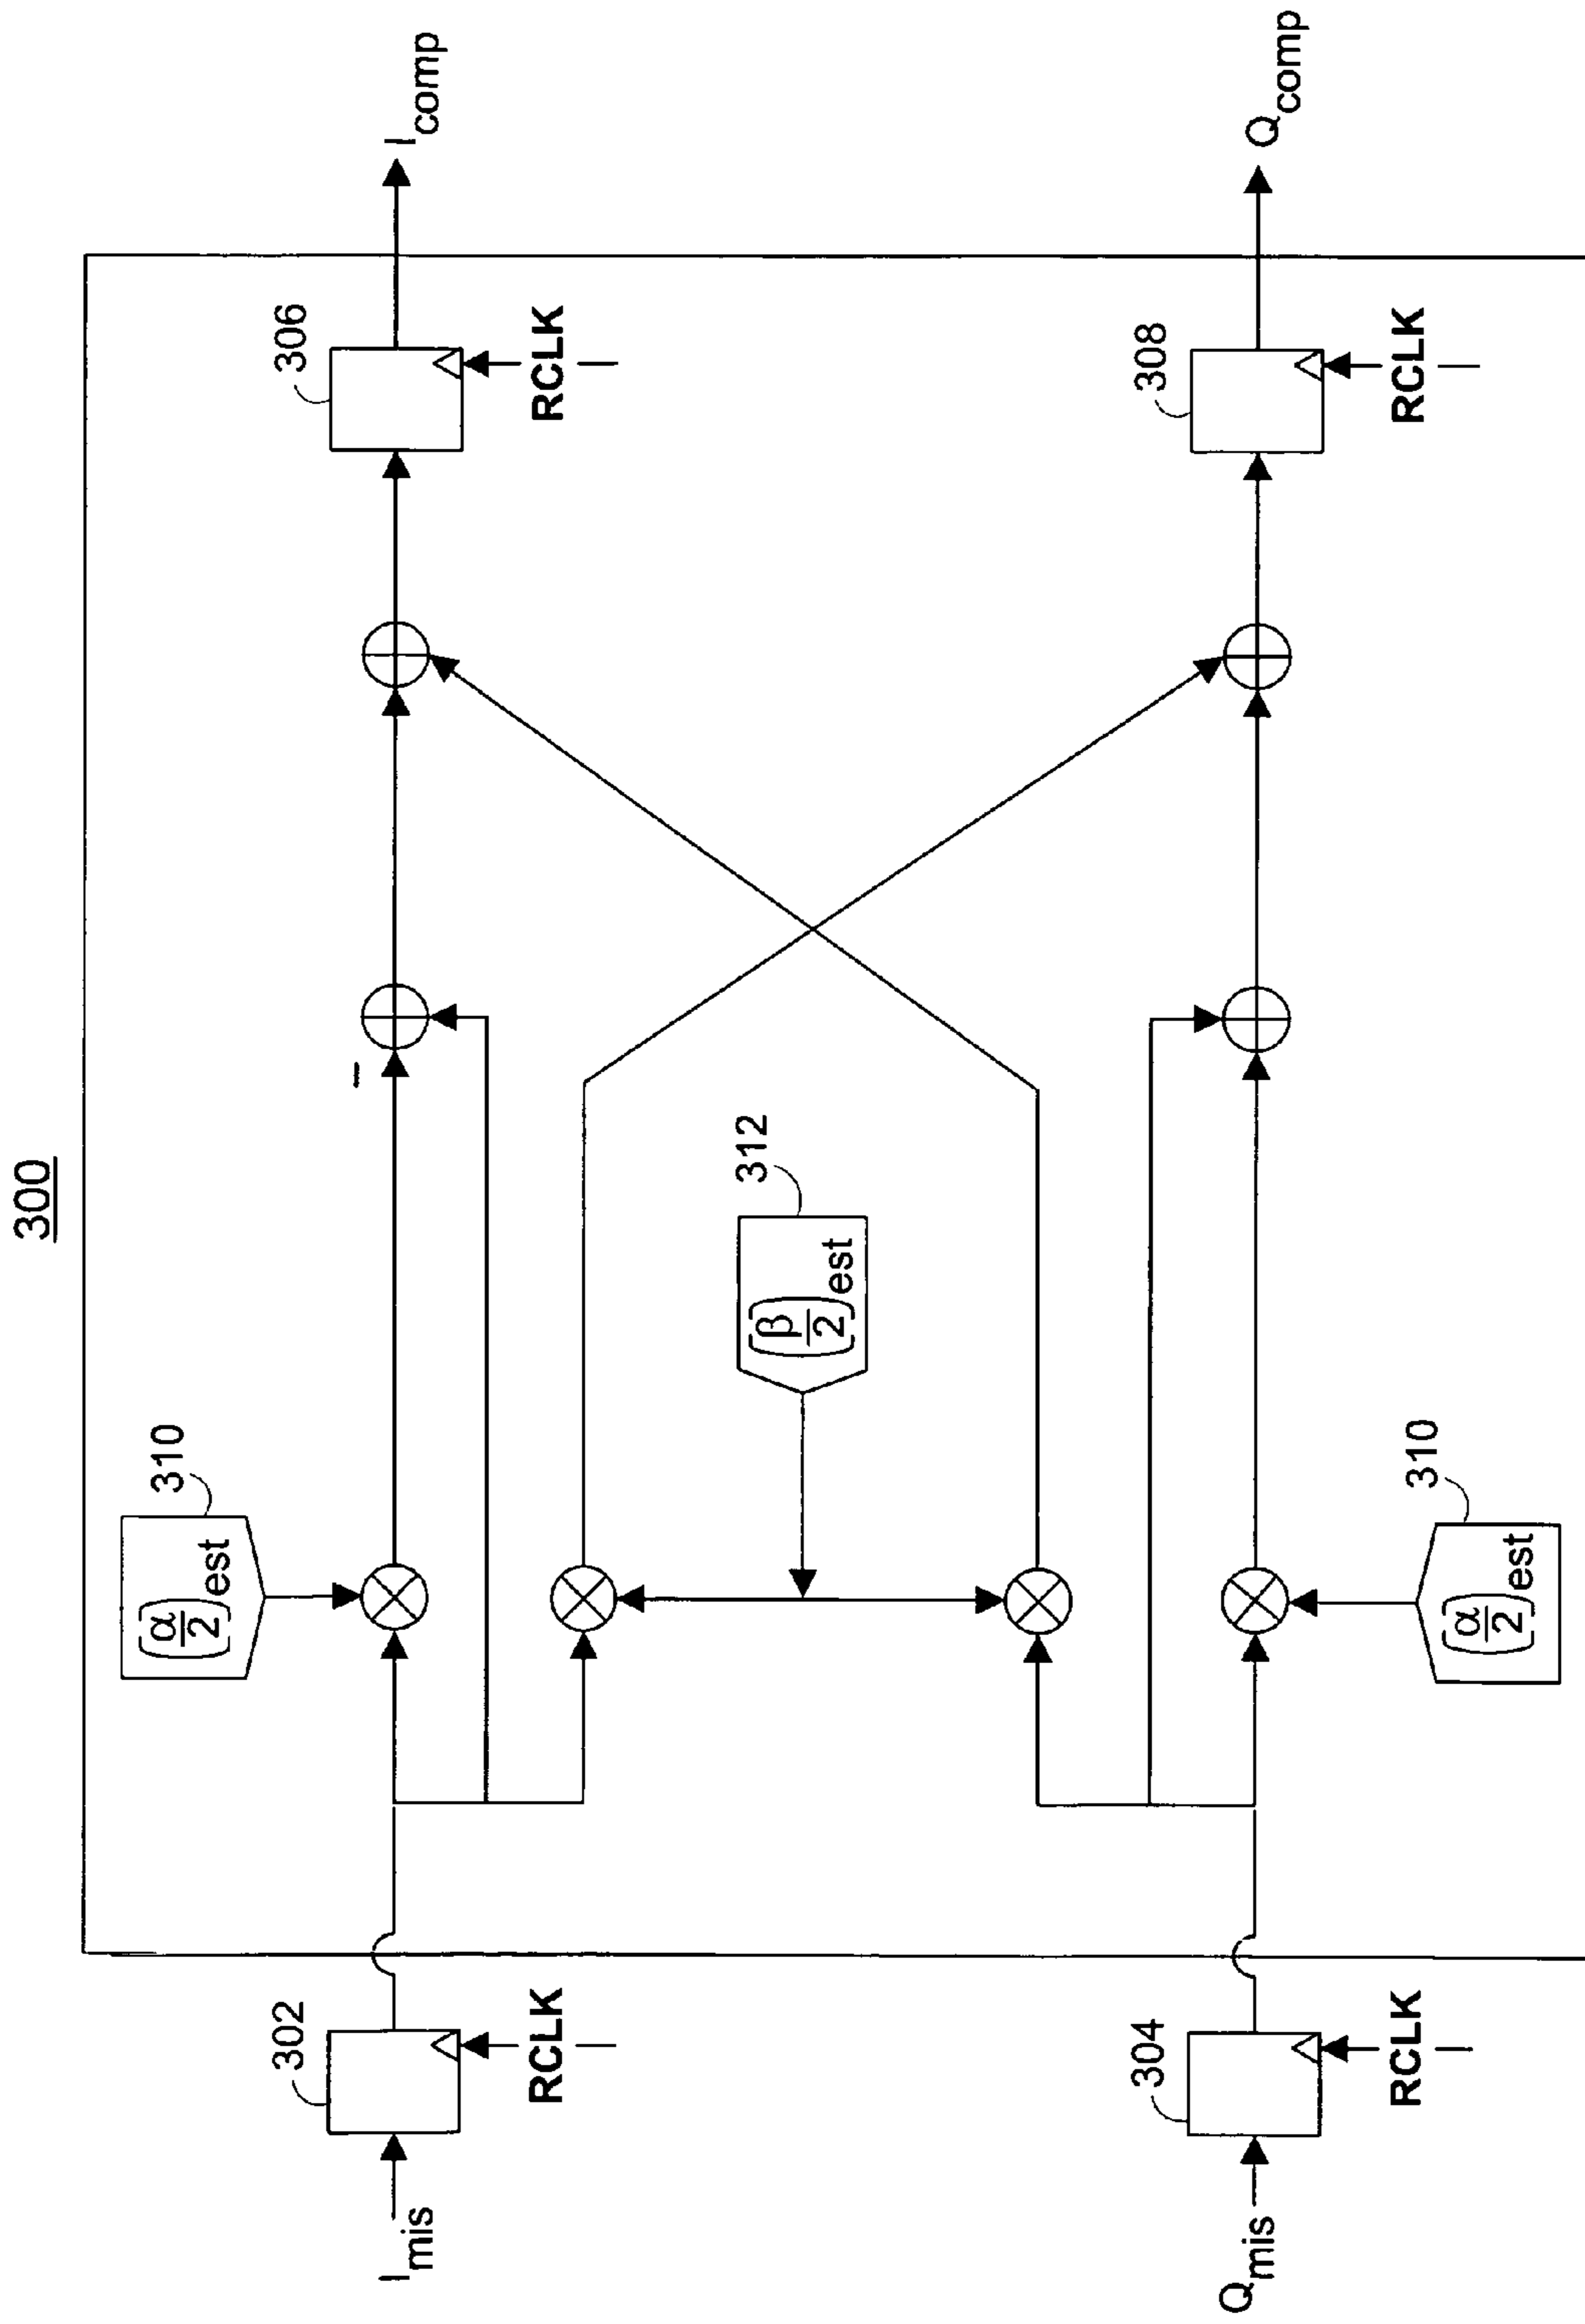 300
310
(α/2)est
I_mis
302
RCLK
306
RCLK
I_comp
312
(β/2)est
310
(α/2)est
Q_mis
304
RCLK
308
RCLK
Q_comp
−